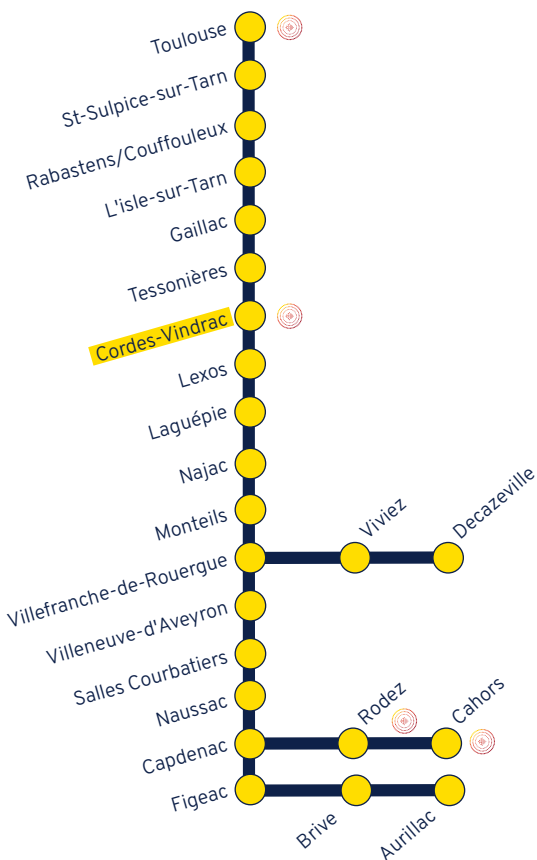 Toulouse
St-Sulpice-sur-Tarn
Rabastens/Couffouleux
L'isle-sur-Tarn
Gaillac
Tessonières
Cordes-Vindrac
Lexos
Laguépie
Najac
Monteils
Villefranche-de-Rouergue
Viviez
Decazeville
Villeneuve-d'Aveyron
Salles Courbatiers
Naussac
Capdenac
Rodez
Cahors
Figeac
Brive
Aurillac